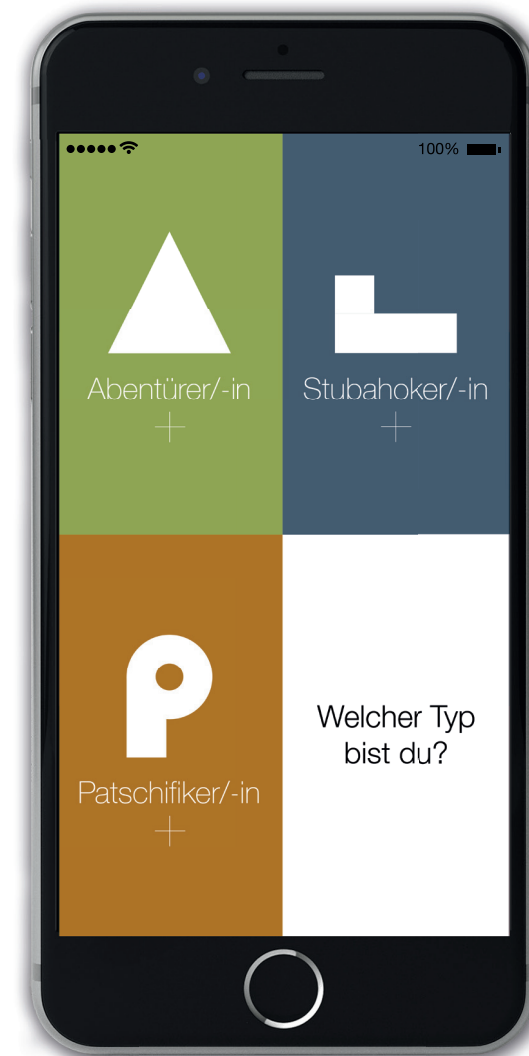 100%
Abentürer/-in
Stubahoker/-in
Patschifiker/-in
Welcher Typ
bist du?